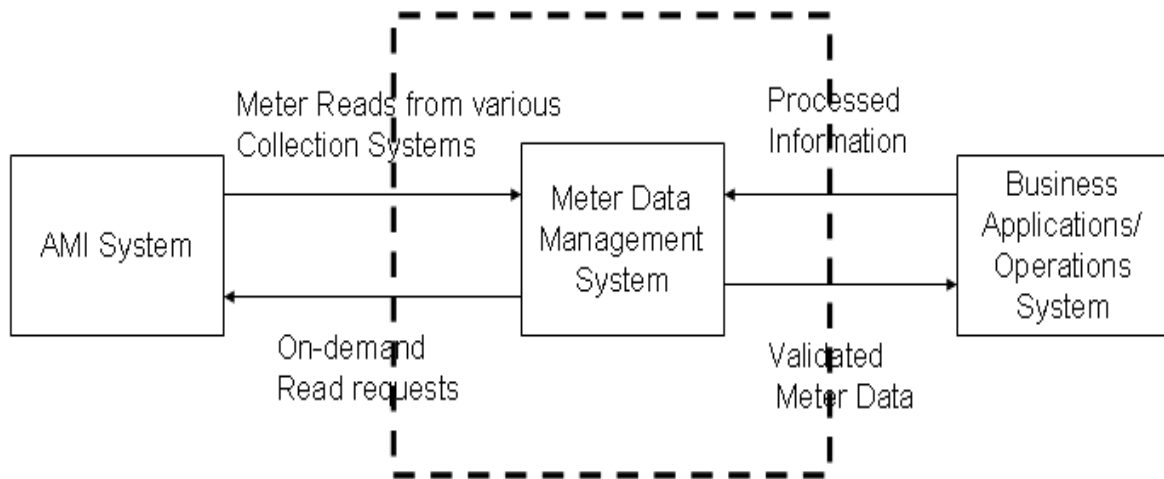 Meter Reads from various
Collection Systems
Processed
Information
AMI System
Meter Data
Management
System
Business
Applications/
Operations
System
On-demand
Read requests
Validated
Meter Data